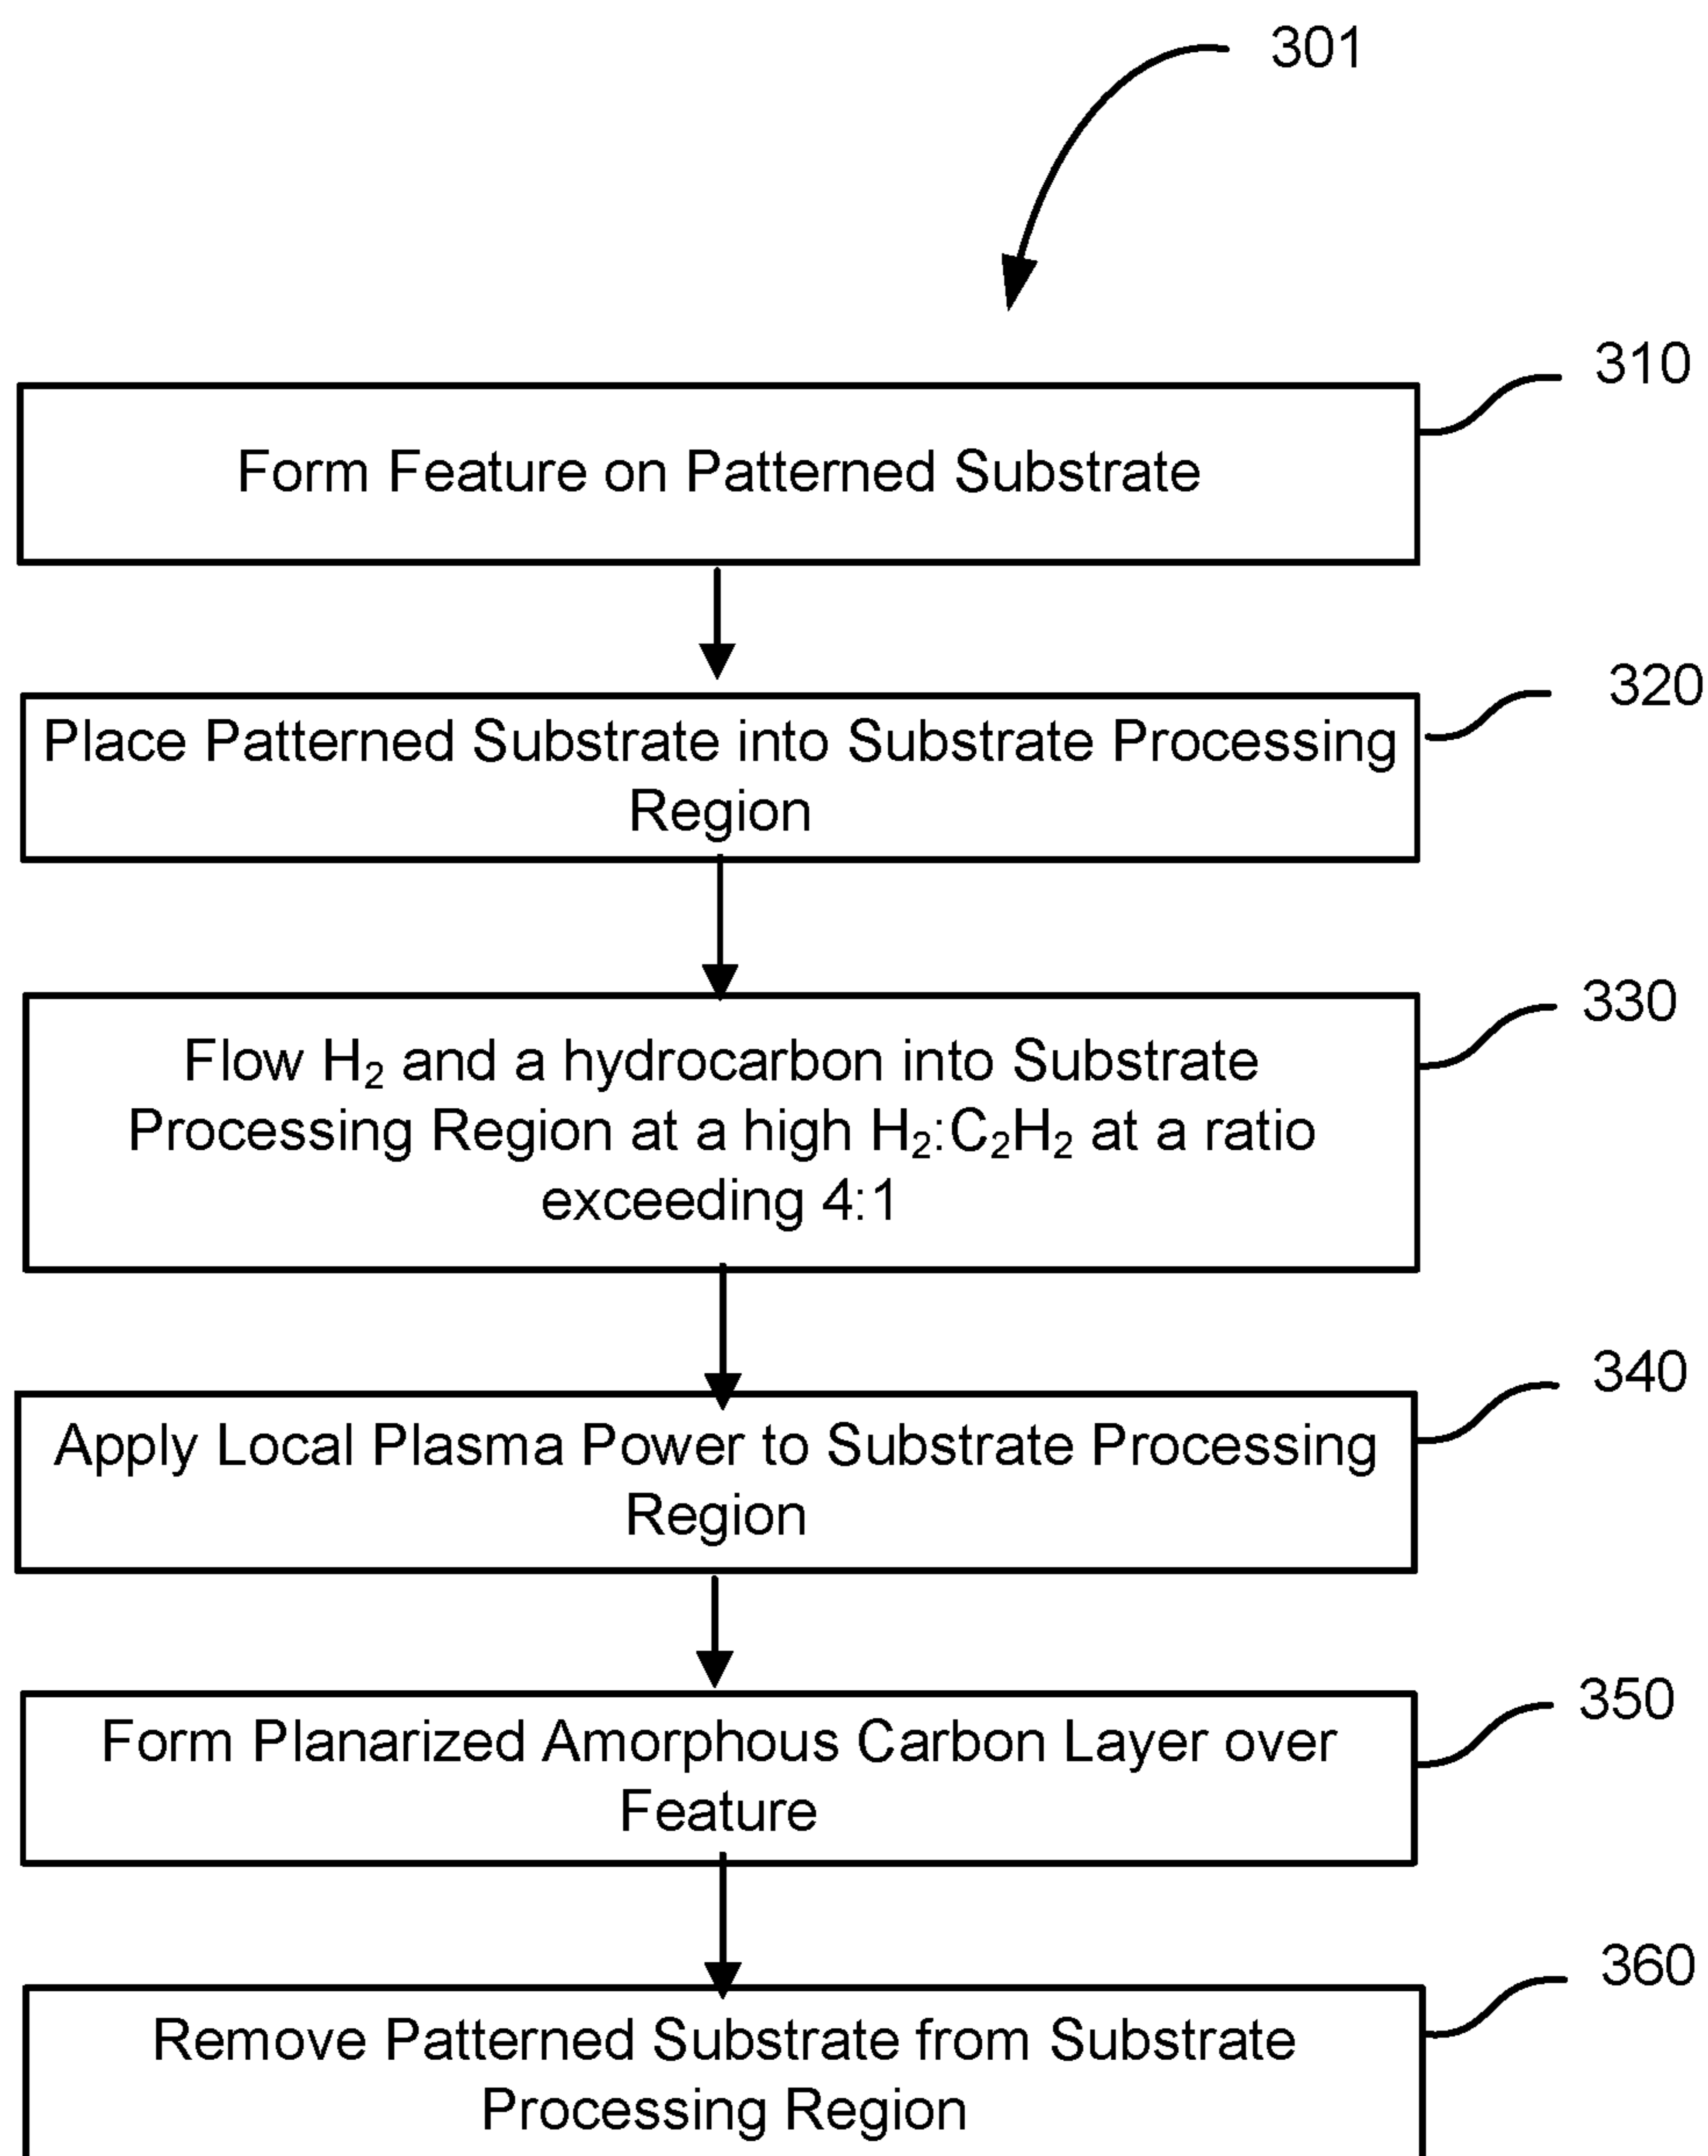 301
310
Form Feature on Patterned Substrate
320
Place Patterned Substrate into Substrate Processing
Region
330
Flow H₂ and a hydrocarbon into Substrate
Processing Region at a high H₂:C₂H₂ at a ratio
exceeding 4:1
340
Apply Local Plasma Power to Substrate Processing
Region
350
Form Planarized Amorphous Carbon Layer over
Feature
360
Remove Patterned Substrate from Substrate
Processing Region